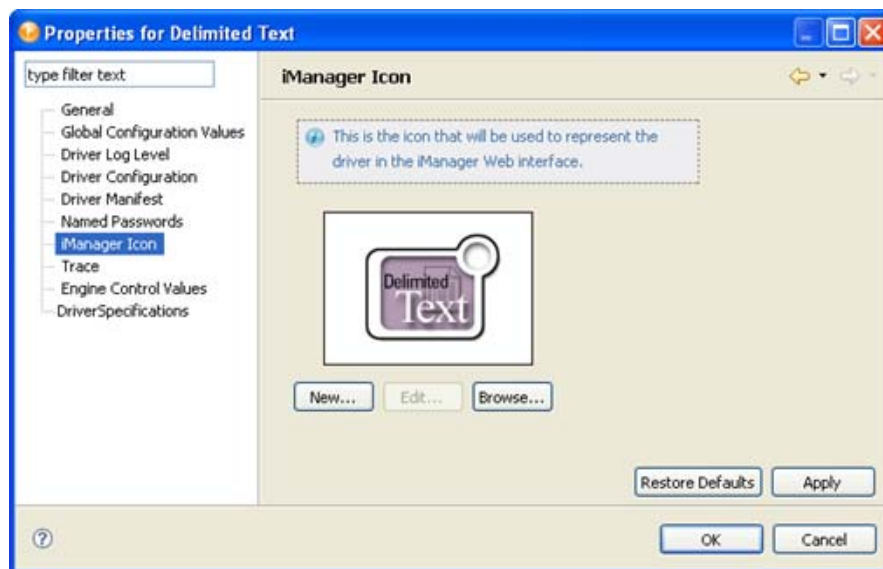 Properties for Delimited Text
type filter text
General
Global Configuration Values
Driver Log Level
Driver Configuration
Driver Manifest
Named Passwords
iManager Icon
Trace
Engine Control Values
DriverSpecifications
iManager Icon
This is the icon that will be used to represent the
driver in the iManager Web interface.
Delimited
Text
New... Edit... Browse...
Restore Defaults Apply
OK Cancel